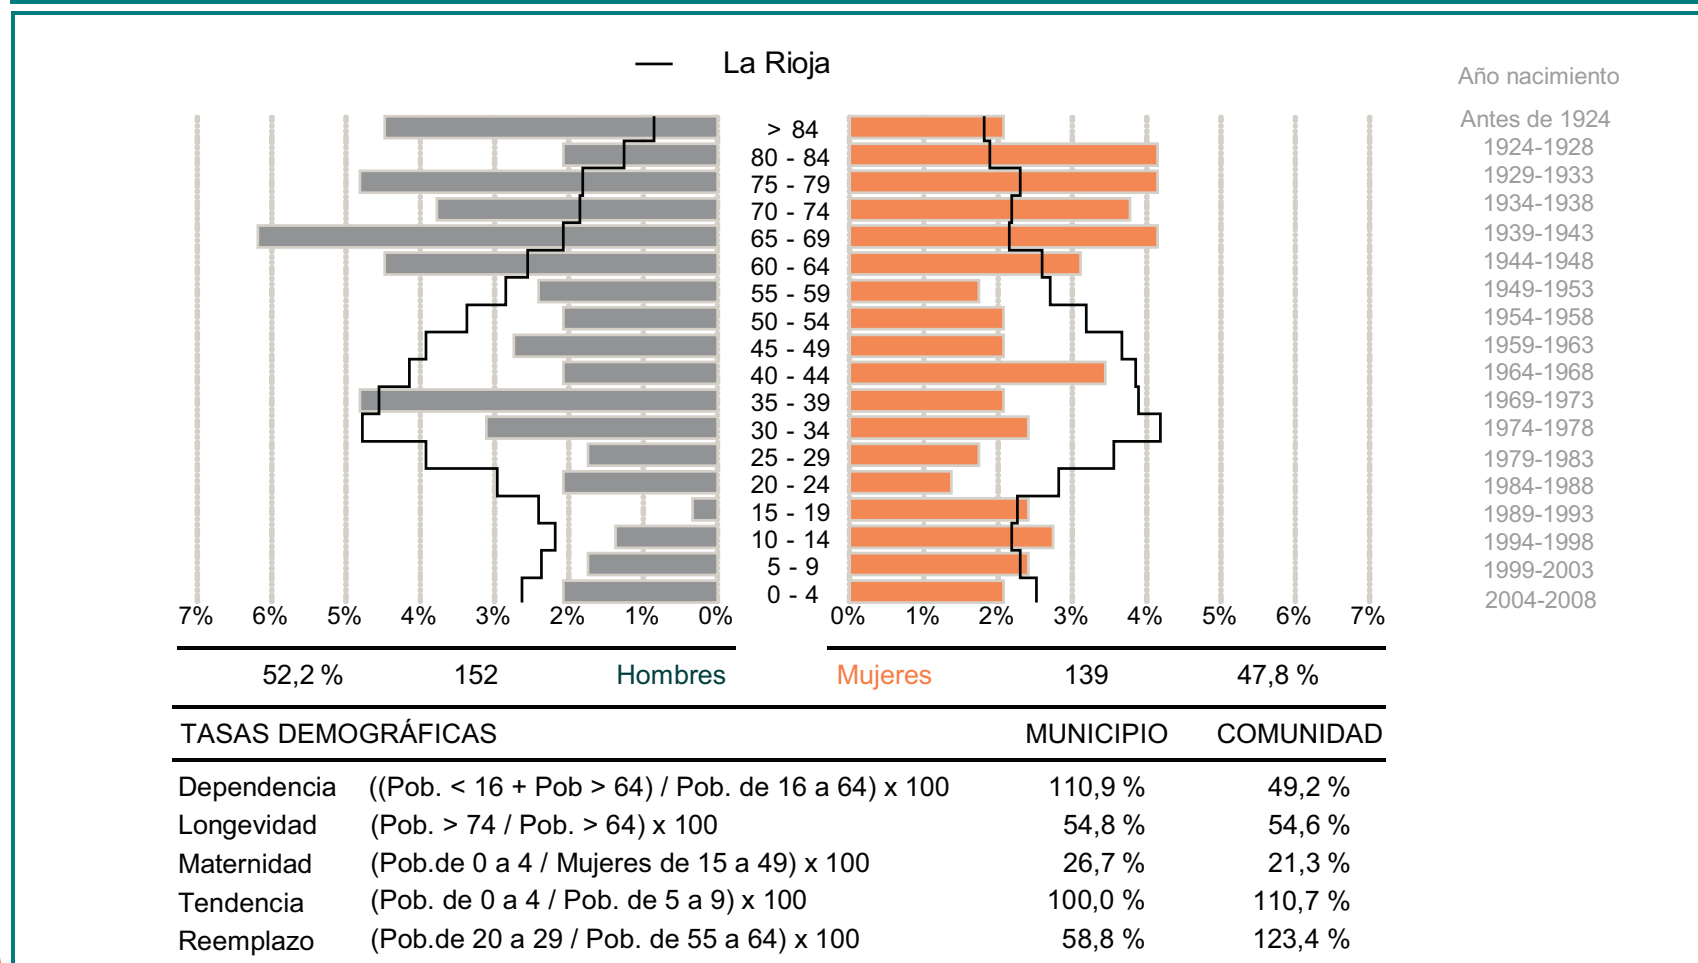 La Rioja
Año nacimiento
> 84 Antes de 1924
80 - 84 1924-1928
75 - 79 1929-1933
70 - 74 1934-1938
65 - 69 1939-1943
60 - 64 1944-1948
55 - 59 1949-1953
50 - 54 1954-1958
45 - 49 1959-1963
40 - 44 1964-1968
35 - 39 1969-1973
30 - 34 1974-1978
25 - 29 1979-1983
20 - 24 1984-1988
15 - 19 1989-1993
10 - 14 1994-1998
5 - 9 1999-2003
0 - 4 2004-2008
7% 6% 5% 4% 3% 2% 1% 0% 0% 1% 2% 3% 4% 5% 6% 7%
52,2 % 152 Hombres Mujeres 139 47,8 %
TASAS DEMOGRÁFICAS MUNICIPIO COMUNIDAD
Dependencia ((Pob. < 16 + Pob > 64) / Pob. de 16 a 64) x 100 110,9 % 49,2 %
Longevidad (Pob. > 74 / Pob. > 64) x 100 54,8 % 54,6 %
Maternidad (Pob.de 0 a 4 / Mujeres de 15 a 49) x 100 26,7 % 21,3 %
Tendencia (Pob. de 0 a 4 / Pob. de 5 a 9) x 100 100,0 % 110,7 %
Reemplazo (Pob.de 20 a 29 / Pob. de 55 a 64) x 100 58,8 % 123,4 %